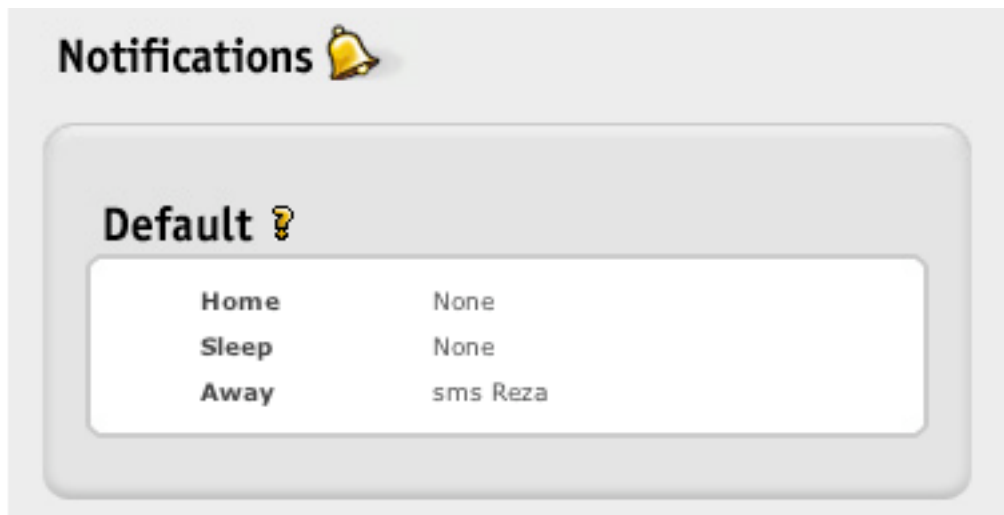 Notifications
Default
Home None
Sleep None
Away sms Reza